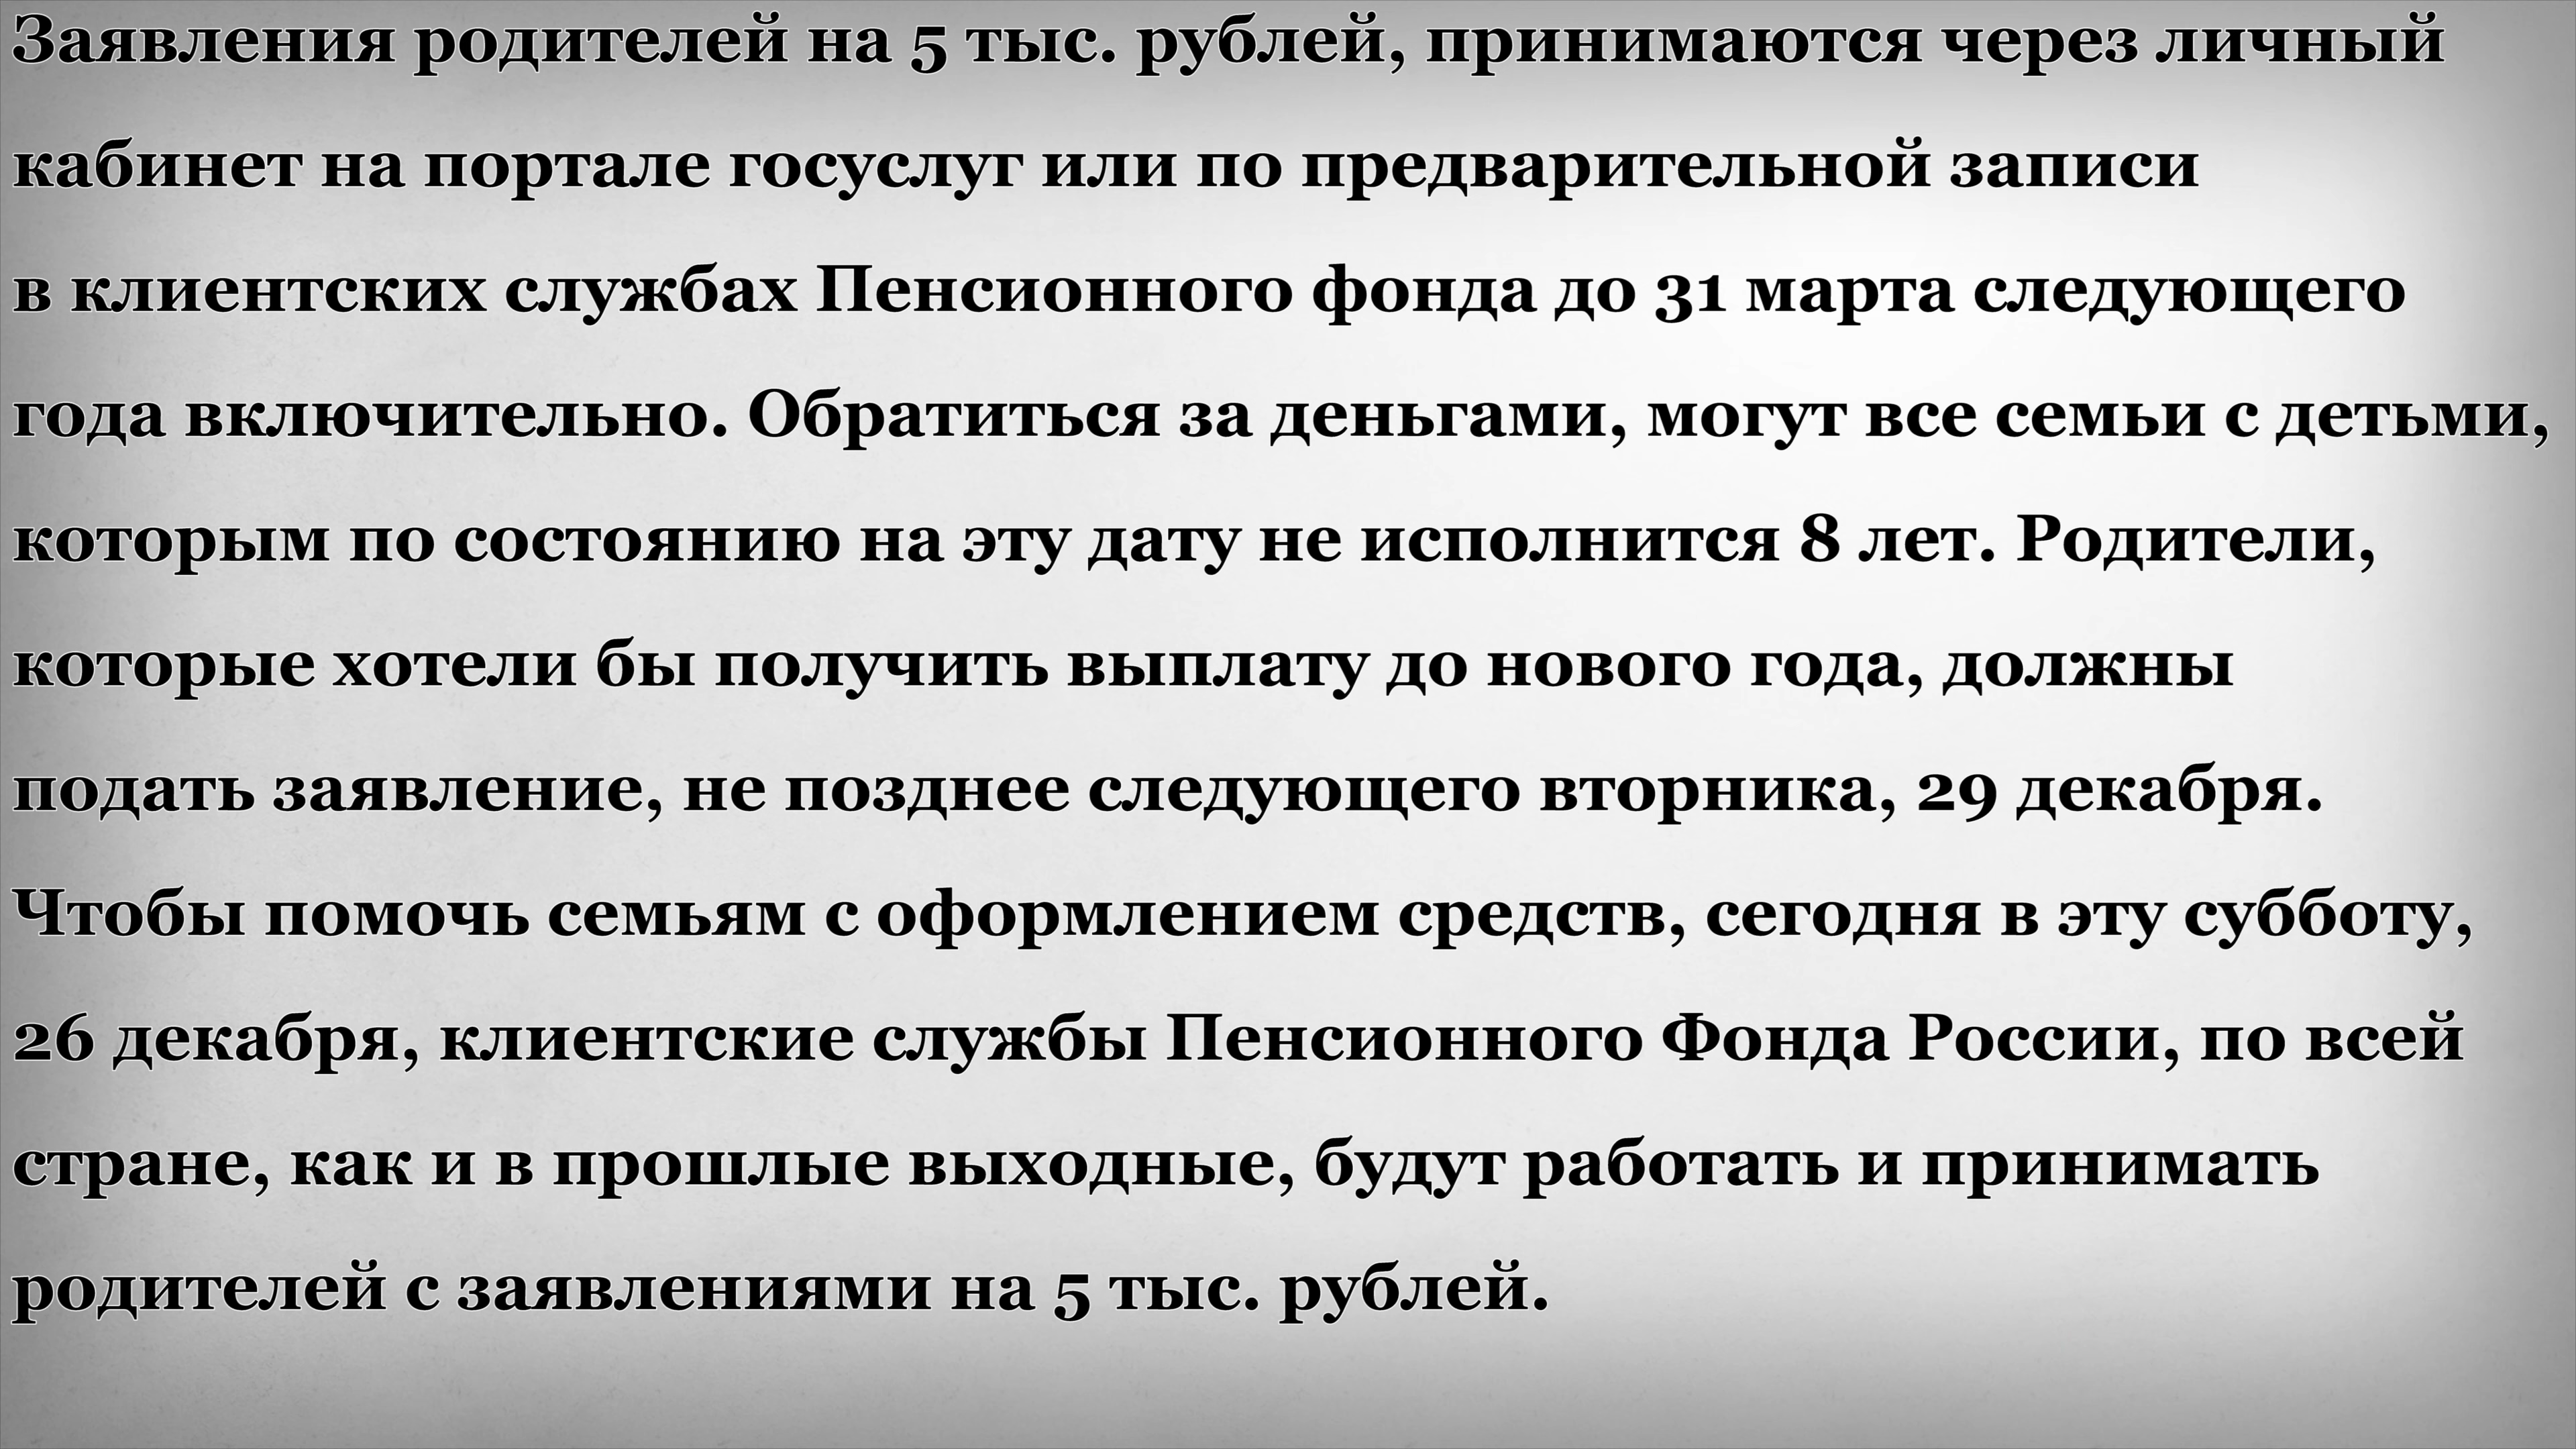 Заявления родителей на 5 тыс. рублей, принимаются через личный
кабинет на портале госуслуг или по предварительной записи
в клиентских службах Пенсионного фонда до 31 марта следующего
года включительно. Обратиться за деньгами, могут все семьи с детьми,
которым по состоянию на эту дату не исполнится 8 лет. Родители,
которые хотели бы получить выплату до нового года, должны
подать заявление, не позднее следующего вторника, 29 декабря.
Чтобы помочь семьям с оформлением средств, сегодня в эту субботу,
26 декабря, клиентские службы Пенсионного Фонда России, по всей
стране, как и в прошлые выходные, будут работать и принимать
родителей с заявлениями на 5 тыс. рублей.